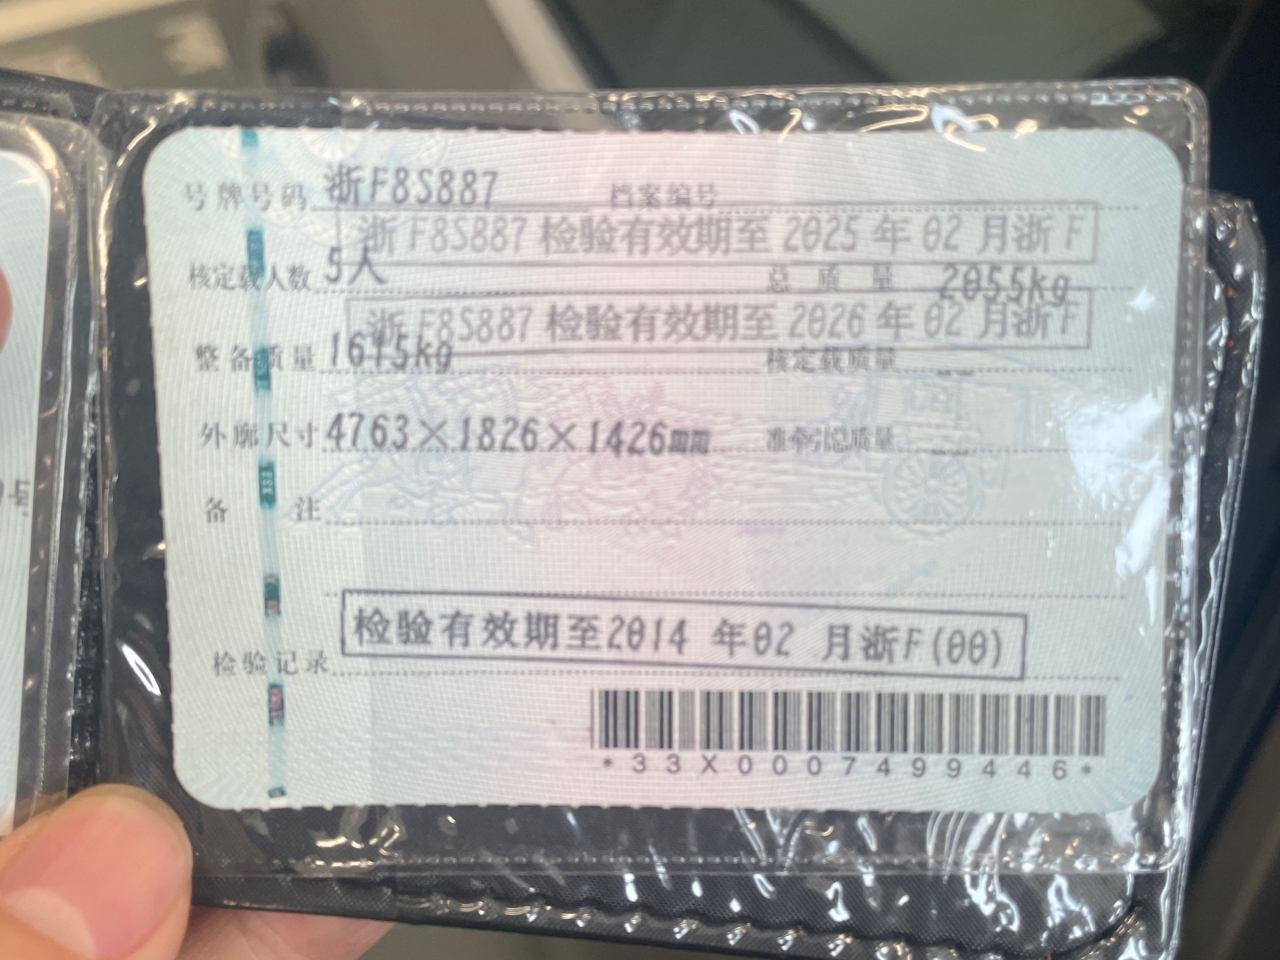 号牌号码 浙F8S887 档案编号
浙F8S887 检验有效期至 2025 年 02 月浙 F
核定载人数 5人 总质量 2055kg
浙F8S887 检验有效期至 2026 年 02 月浙F
整备质量 1615kg 核定载质量 --
外廓尺寸 4763×1826×1426mm 准牵引总质量 --
备注
检验有效期至2014 年02 月浙F(00)
检验记录
*33X0007499446*